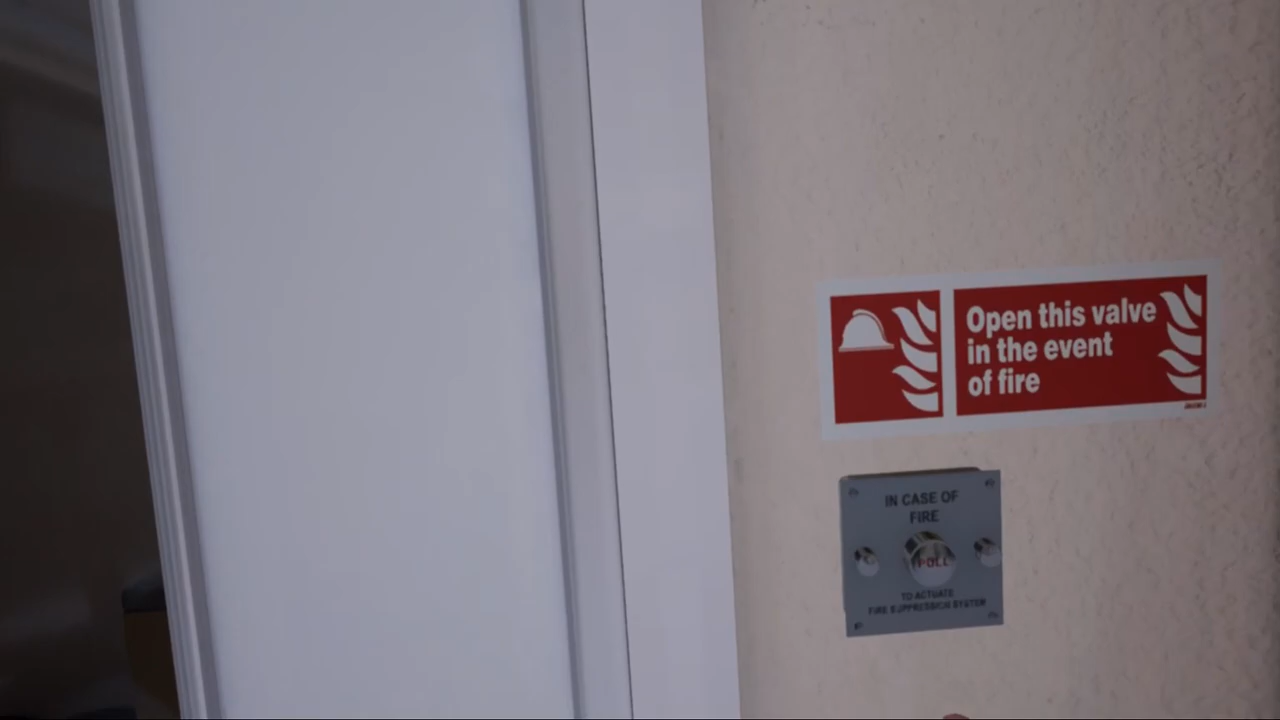 Open this valve
in the event
of fire
IN CASE OF
FIRE
PULL
TO ACTUATE
FIRE SUPPRESSION SYSTEM